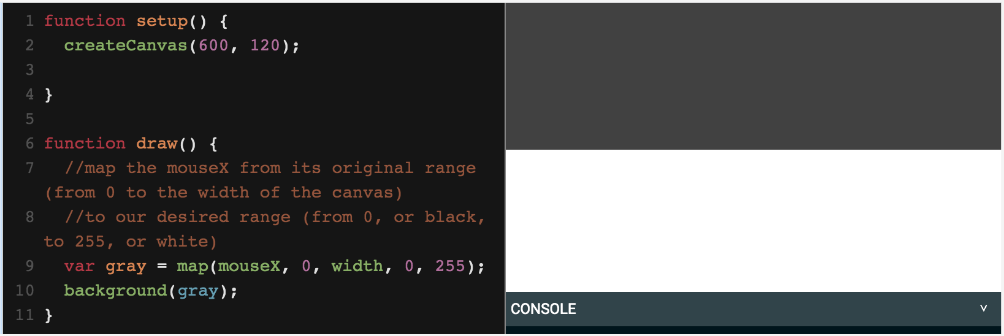 1 function setup() {
2   createCanvas(600, 120);
3
4 }
5
6 function draw() {
7   //map the mouseX from its original range
(from 0 to the width of the canvas)
8   //to our desired range (from 0, or black,
to 255, or white)
9   var gray = map(mouseX, 0, width, 0, 255);
10   background(gray);
11 }
CONSOLE